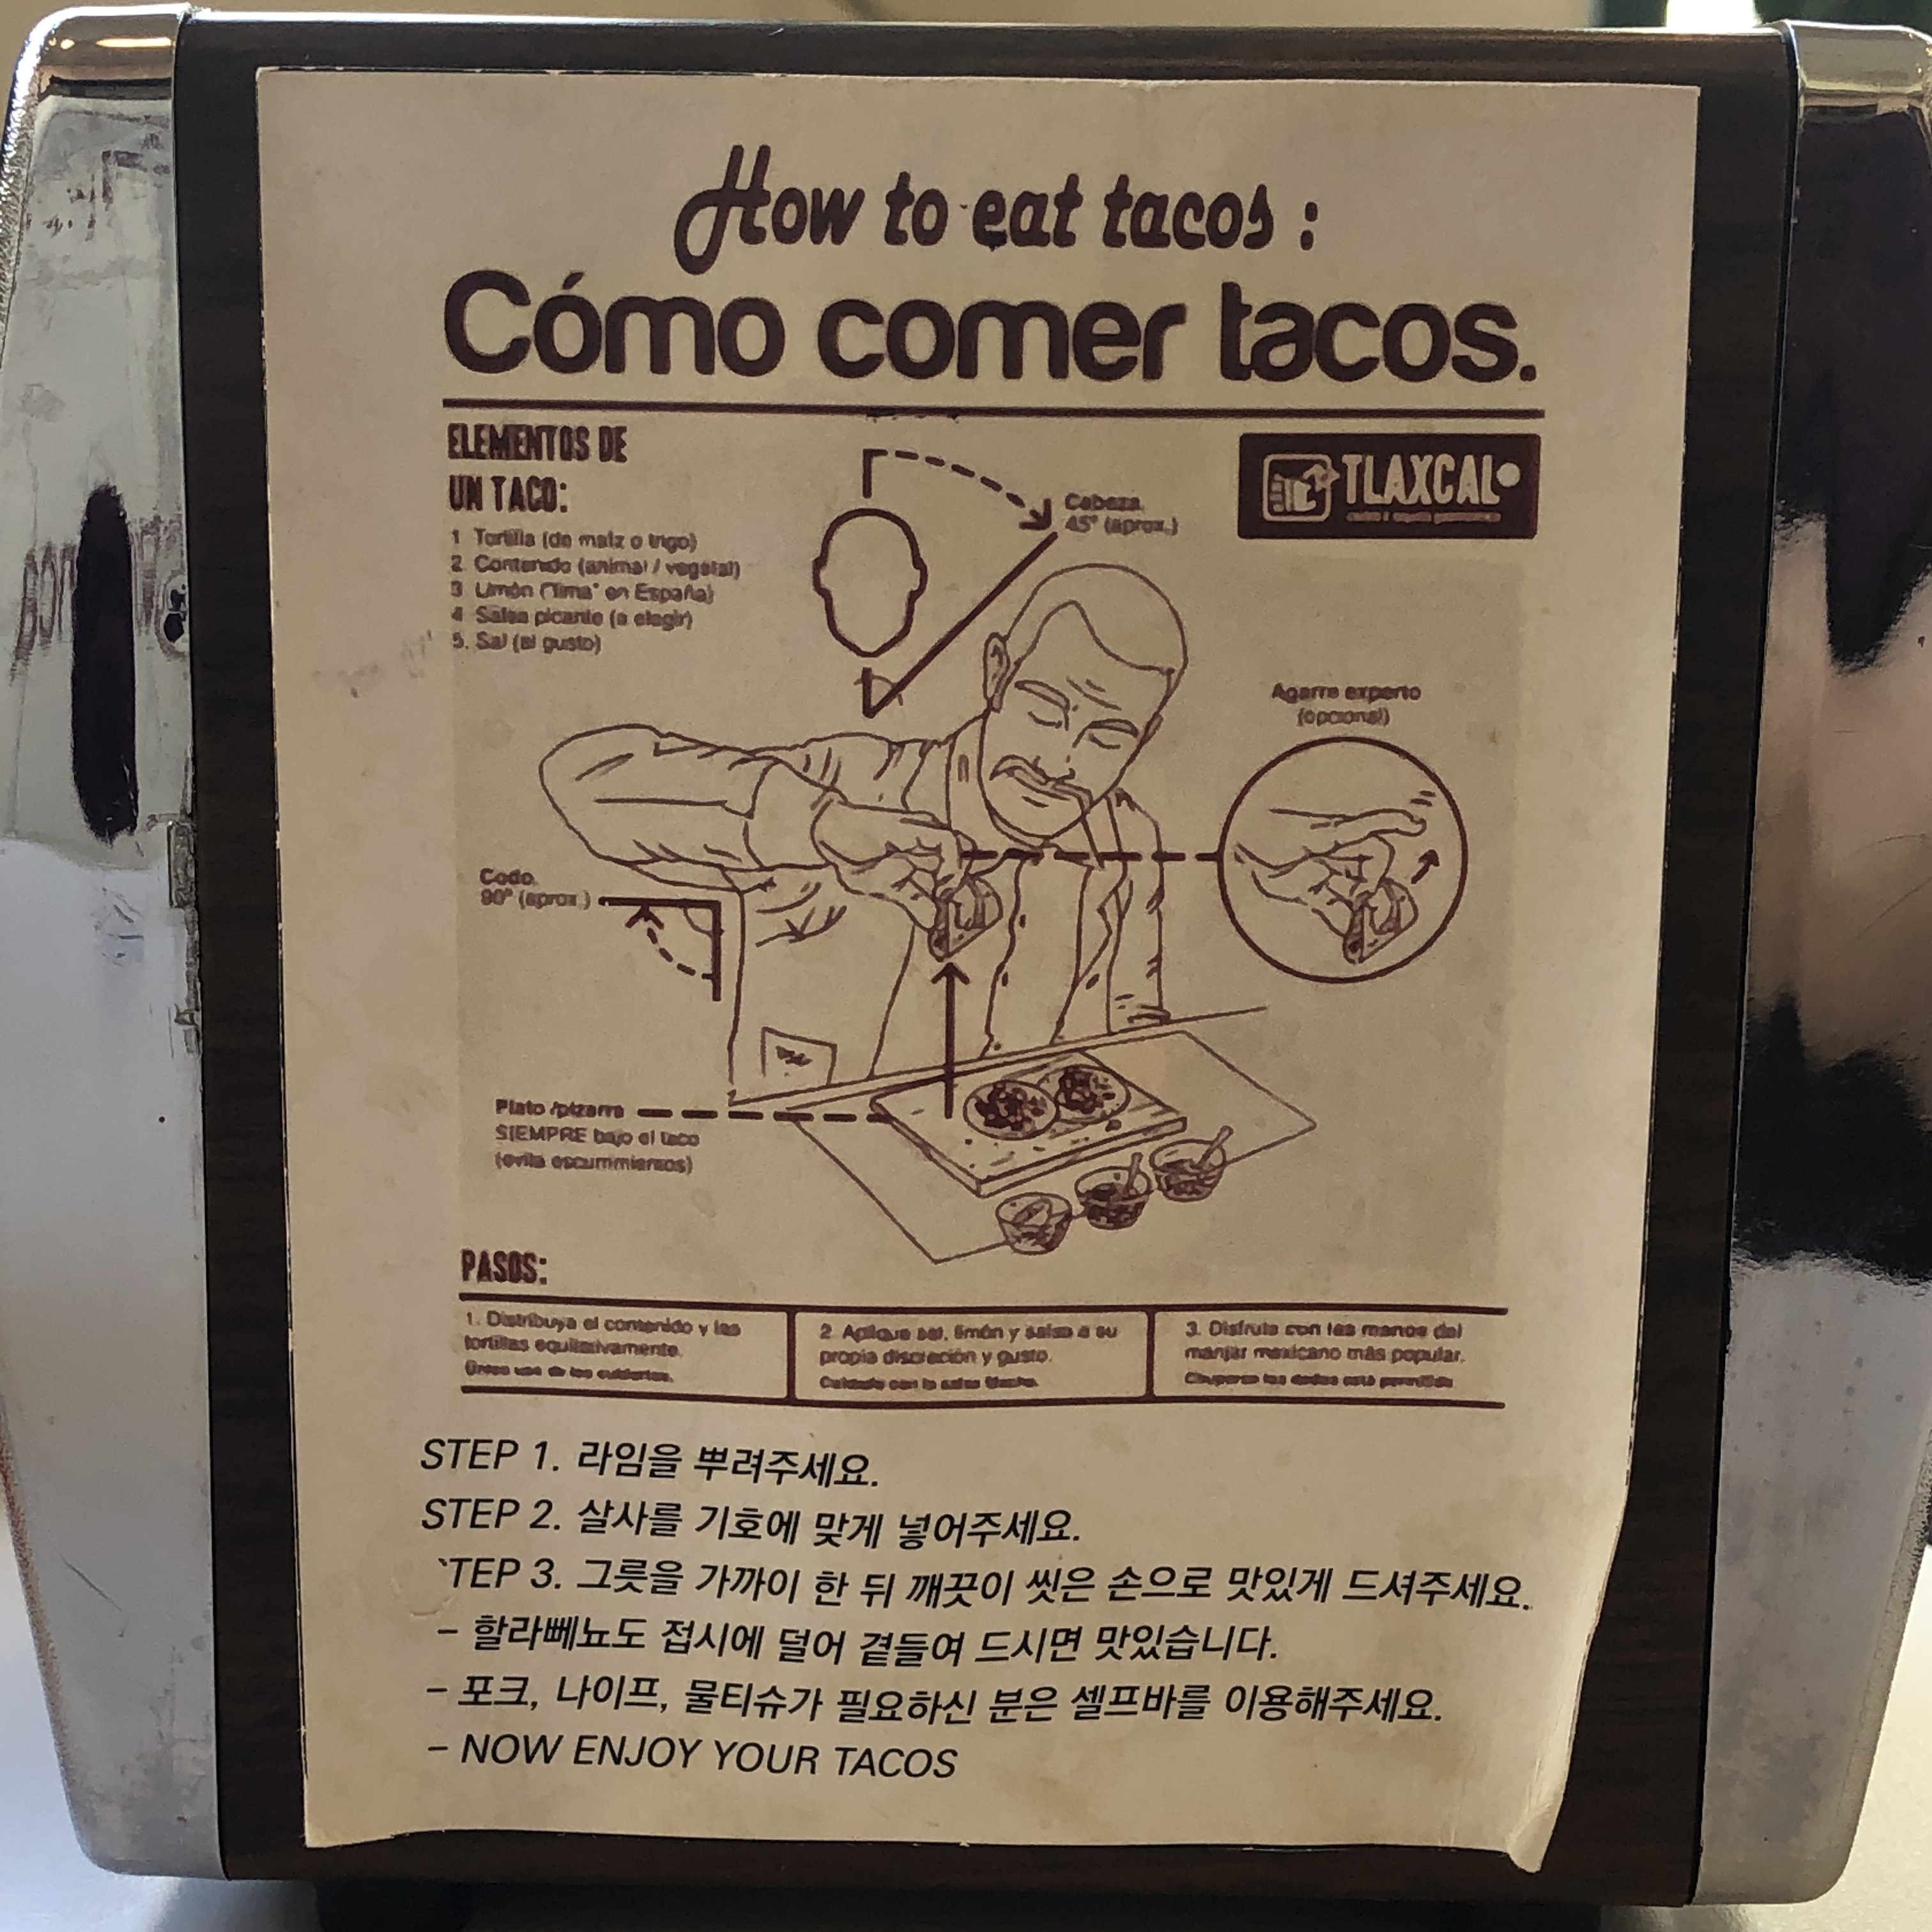 How to eat tacos :
Cómo comer tacos.
ELEMENTOS DE
UN TACO:
1 Tortilla (de maíz o trigo)
2 Contenido (animal / vegetal)
3 Limón ("lima" en España)
4 Salsa picante (a elegir)
5. Sal (al gusto)
Cabeza
45° (aprox.)
TLAXCAL
Agarre experto
(opcional)
Codo
90° (aprox.)
Plato /pizarra
SIEMPRE bajo el taco
(evita escurrimientos)
PASOS:
1. Distribuya el contenido y las
tortillas equitativamente.
2. Aplique sal, limón y salsa a su
propia discreción y gusto.
3. Disfrute con las manos del
manjar mexicano más popular.
Chuparse los dedos está permitido
STEP 1. 라임을 뿌려주세요.
STEP 2. 살사를 기호에 맞게 넣어주세요.
TEP 3. 그릇을 가까이 한 뒤 깨끗이 씻은 손으로 맛있게 드셔주세요.
– 할라뻬뇨도 접시에 덜어 곁들여 드시면 맛있습니다.
– 포크, 나이프, 물티슈가 필요하신 분은 셀프바를 이용해주세요.
– NOW ENJOY YOUR TACOS